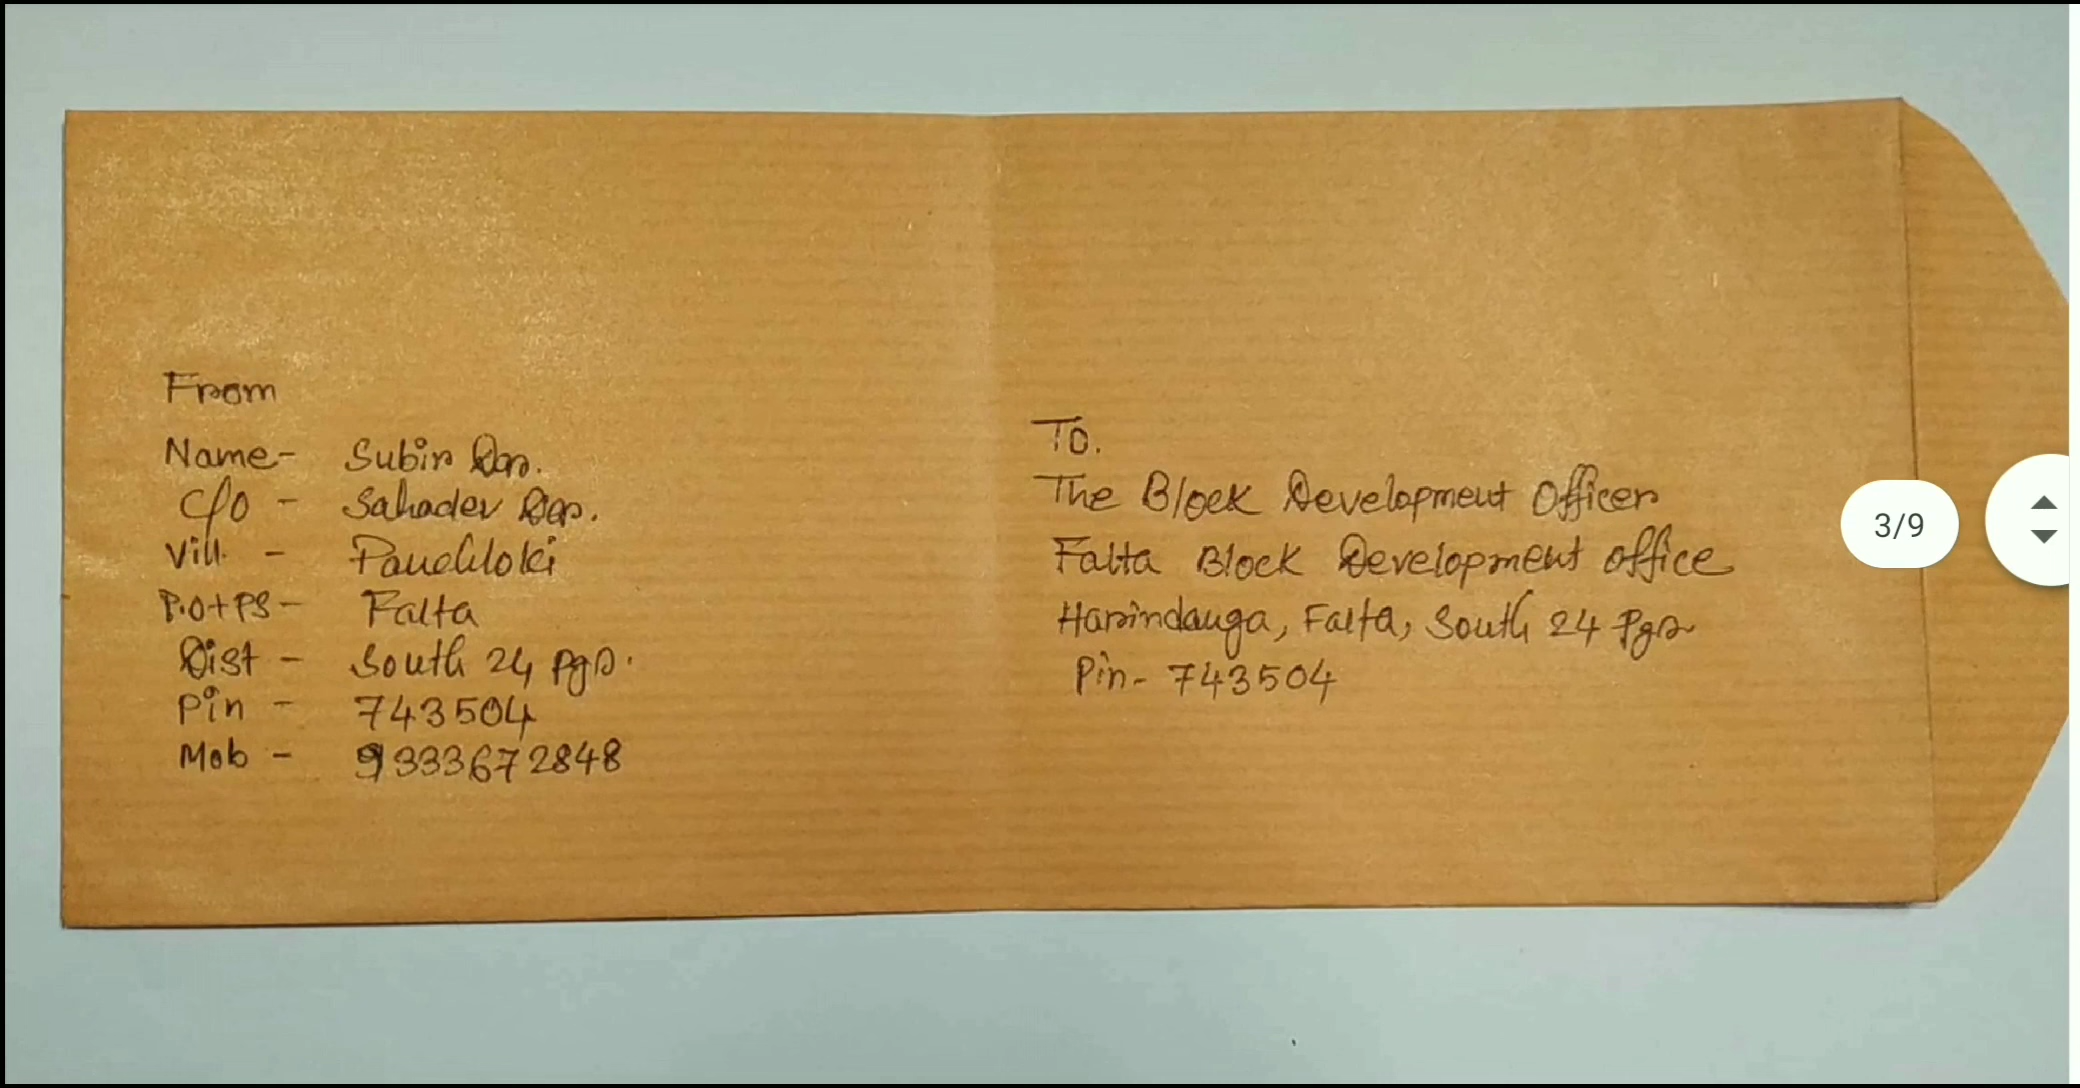 From
Name - Subir Das.
C/o - Sahadev Das.
Vill. - Panchloki
P.O+PS - Falta
Dist - South 24 Pgs.
Pin - 743504
Mob - 9333672848
To.
The Block Development Officer
Falta Block Development office
Harindanga, Falta, South 24 Pgs
Pin - 743504
3/9